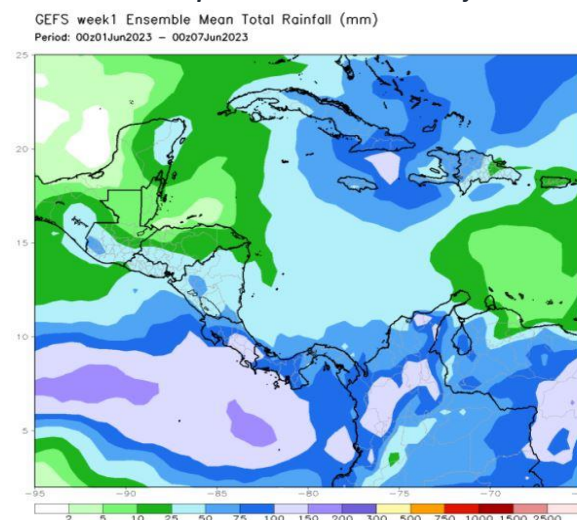 GEFS week1 Ensemble Mean Total Rainfall (mm)
Period: 00z01Jun2023 – 00z07Jun2023
25
20
15
10
5
-95 -90 -85 -80 -75 -70
2 5 10 25 50 75 100 150 200 300 500 750 1000 1500 2500